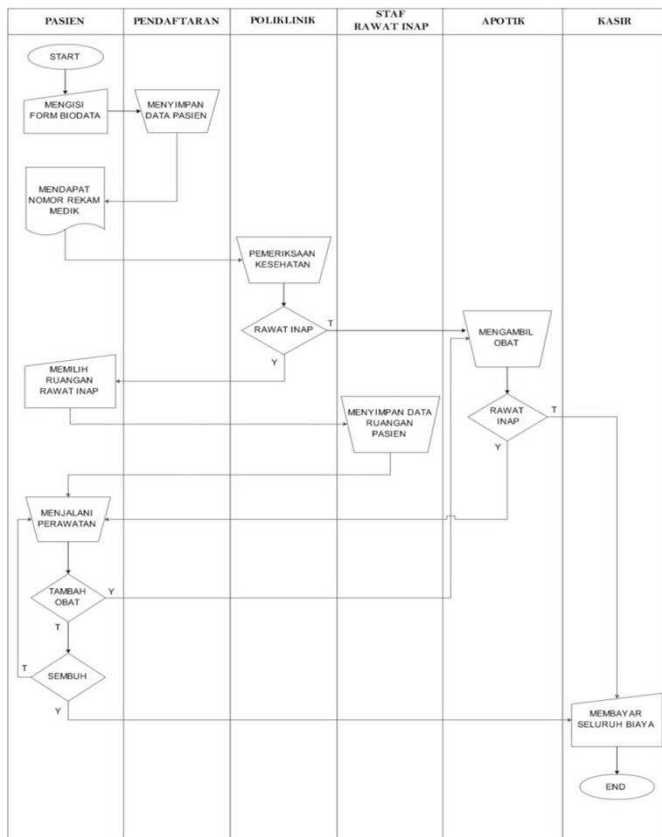 PASIEN
PENDAFTARAN
POLIKLINIK
STAF
RAWAT INAP
APOTIK
KASIR
START
MENGISI
FORM BIODATA
MENYIMPAN
DATA PASIEN
MENDAPAT
NOMOR REKAM
MEDIK
PEMERIKSAAN
KESEHATAN
RAWAT INAP
T
Y
MENGAMBIL
OBAT
MEMILIH
RUANGAN
RAWAT INAP
MENYIMPAN DATA
RUANGAN
PASIEN
RAWAT
INAP
T
Y
MENJALANI
PERAWATAN
TAMBAH
OBAT
Y
T
SEMBUH
T
Y
MEMBAYAR
SELURUH BIAYA
END